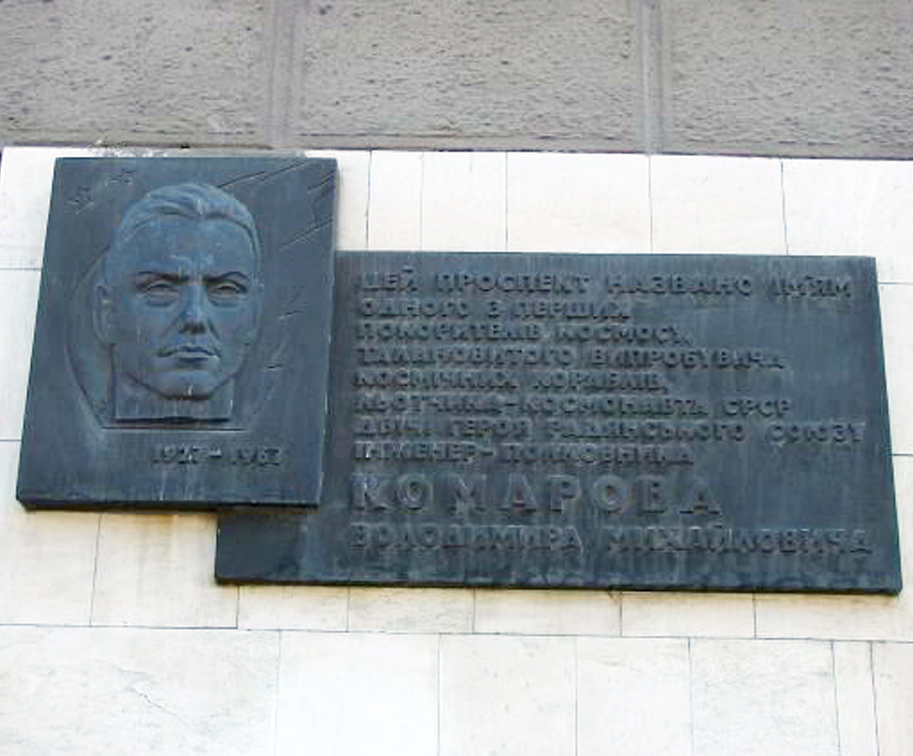 1927-1967
ЦЕЙ ПРОСПЕКТ НАЗВАНО ІМ'ЯМ
ОДНОГО З ПЕРШИХ
ПОКОРИТЕЛІВ КОСМОСУ,
ТАЛАНОВИТОГО ВИПРОБУВАЧА
КОСМІЧНИХ КОРАБЛІВ,
ЛЬОТЧИКА-КОСМОНАВТА СРСР
ДВІЧІ ГЕРОЯ РАДЯНСЬКОГО СОЮЗУ
ІНЖЕНЕР-ПОЛКОВНИКА
КОМАРОВА
ВОЛОДИМИРА МИХАЙЛОВИЧА